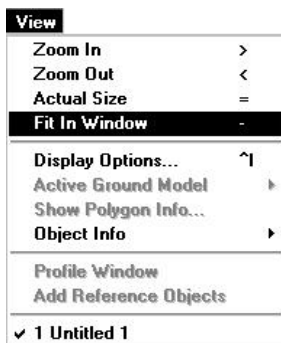 View
Zoom In >
Zoom Out <
Actual Size =
Fit In Window -
Display Options... ^I
Active Ground Model
Show Polygon Info...
Object Info
Profile Window
Add Reference Objects
✓ 1 Untitled 1